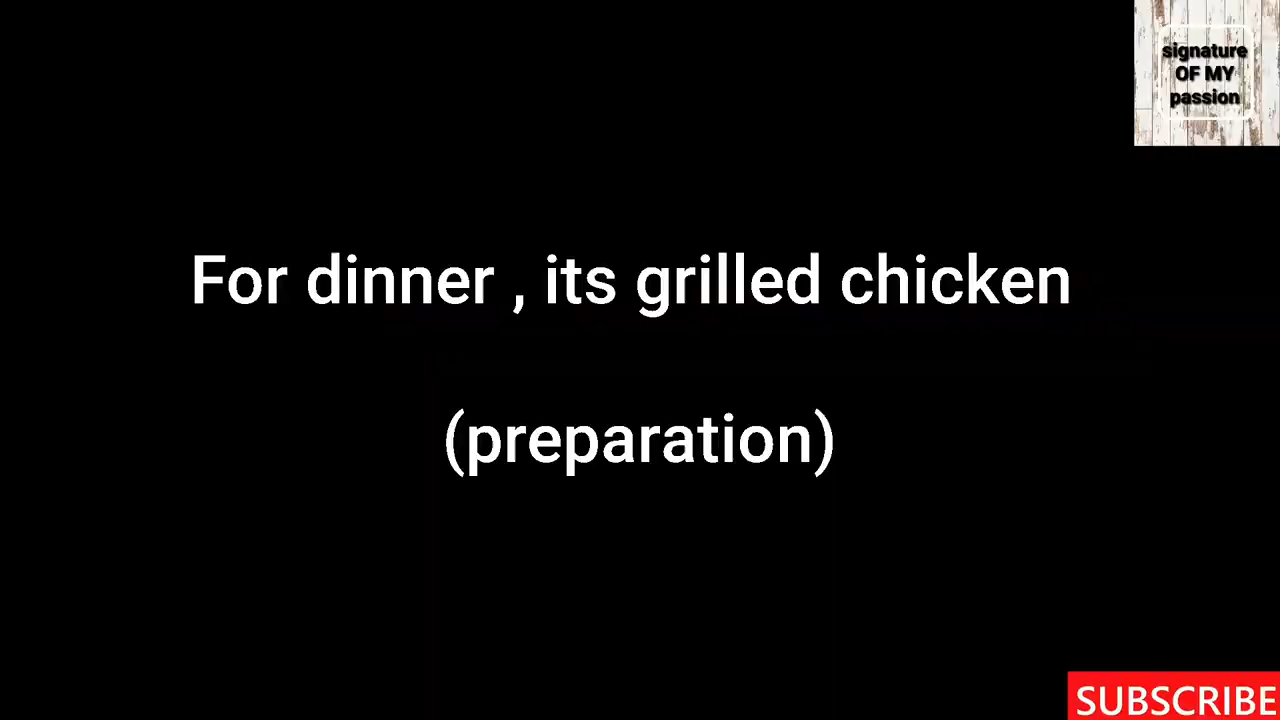 signature
OF MY
passion
For dinner , its grilled chicken
(preparation)
SUBSCRIBE